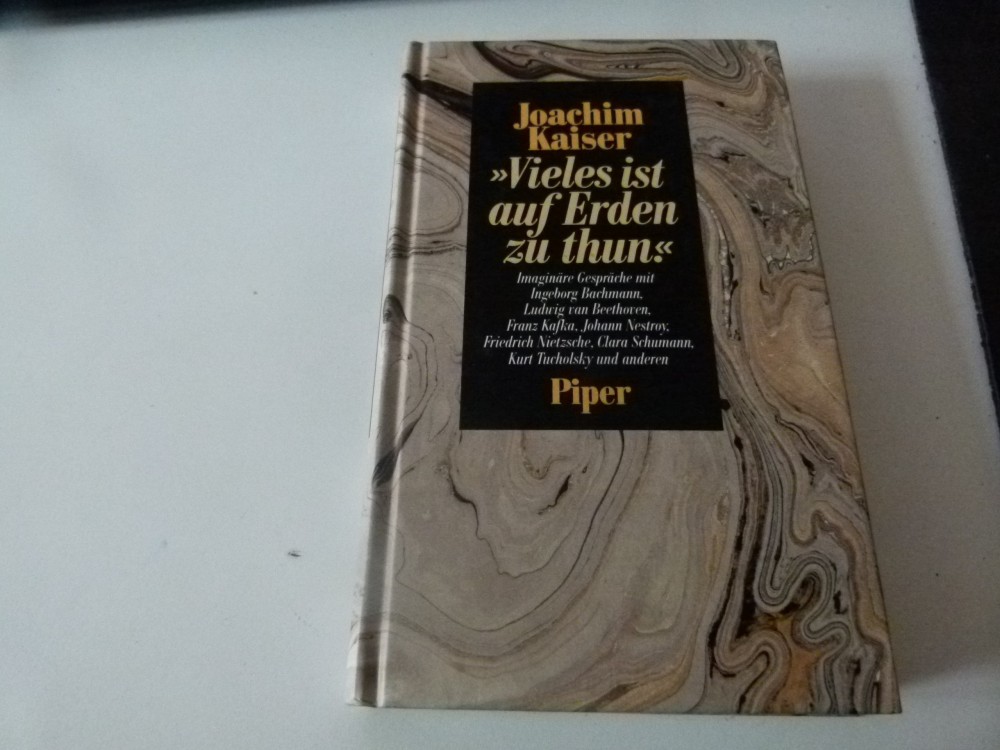 Joachim
Kaiser
»Vieles ist
auf Erden
zu thun.«
Imaginäre Gespräche mit
Ingeborg Bachmann,
Ludwig van Beethoven,
Franz Kafka, Johann Nestroy,
Friedrich Nietzsche, Clara Schumann,
Kurt Tucholsky und anderen
Piper